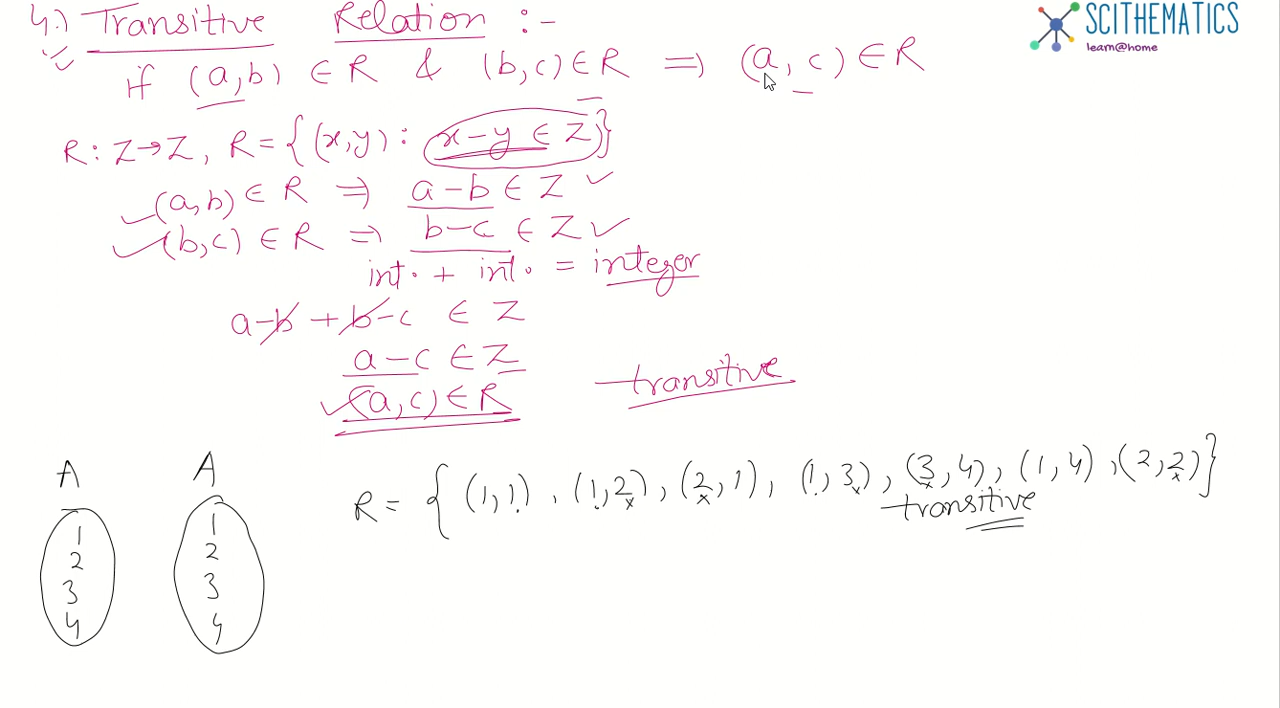 4.) Transitive Relation :-
SCITHEMATICS
learn@home
if (a,b) ∈ R & (b,c) ∈ R ⇒ (a, c) ∈ R
R: Z→Z, R = {(x,y) : x-y ∈ Z}
(a,b) ∈ R ⇒ a-b ∈ Z ✓
(b,c) ∈ R ⇒ b-c ∈ Z ✓
int. + int. = integer
a-b + b-c ∈ Z
a-c ∈ Z
(a,c) ∈ R
transitive
A A
R = { (1,1), (1,2), (2,1), (1,3), (3,4), (1,4), (2,2) }
transitive
1 1
2 2
3 3
4 4